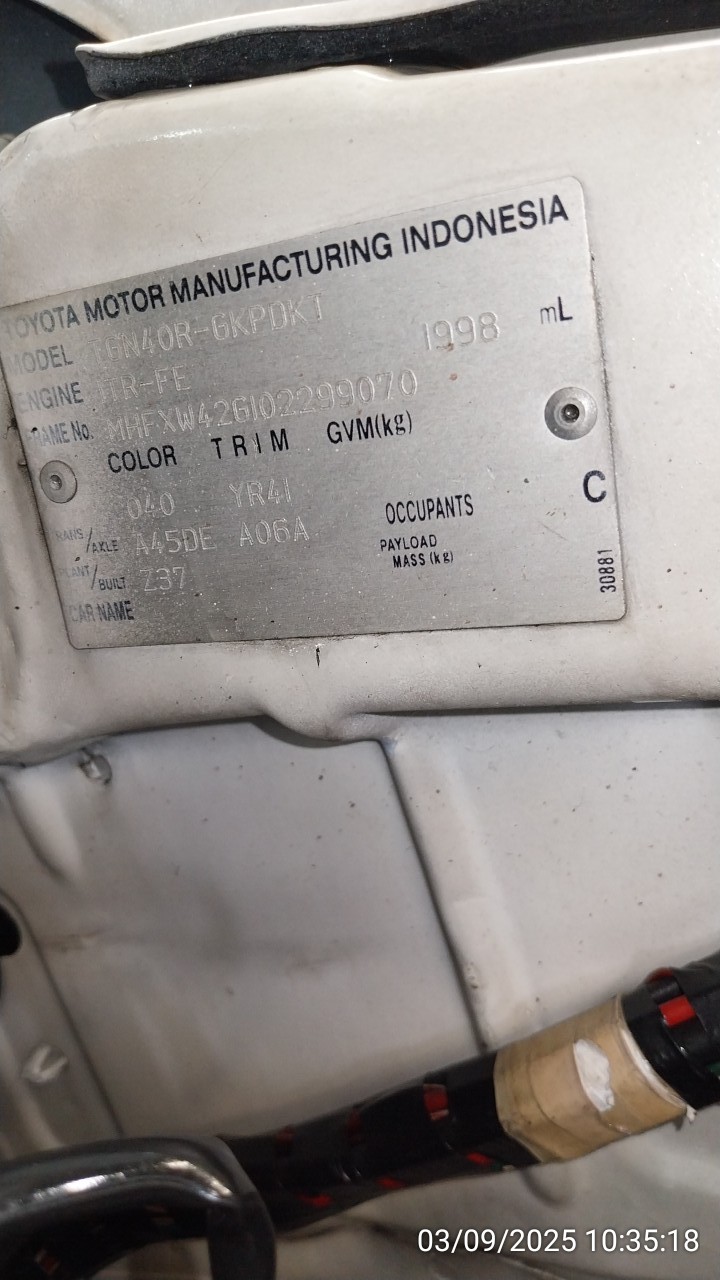 TOYOTA MOTOR MANUFACTURING INDONESIA
MODEL TGN40R-GKPDKT
ENGINE 1TR-FE 1998 mL
FRAME No. MHFXW42G102299070
COLOR TRIM GVM(kg)
040 YR41 C
TRANS/AXLE A45DE A06A OCCUPANTS
PAYLOAD MASS (kg)
PLANT/BUILT Z37
CAR NAME
30881
03/09/2025 10:35:18